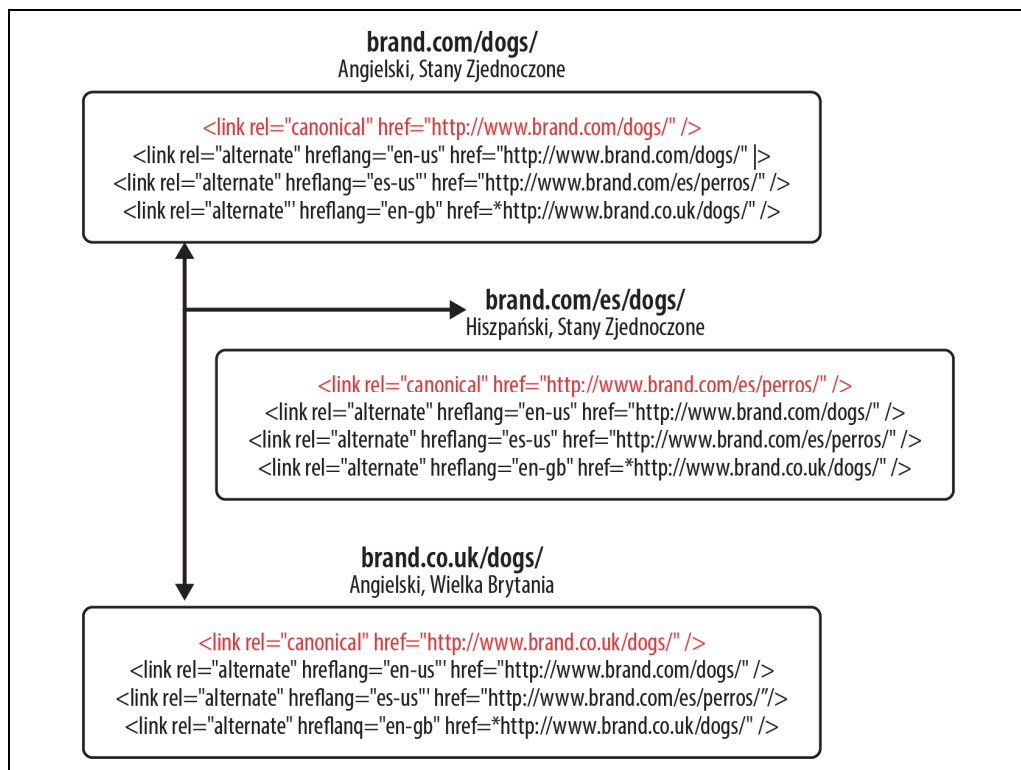 brand.com/dogs/
Angielski, Stany Zjednoczone
<link rel="canonical" href="http://www.brand.com/dogs/" />
<link rel="alternate" hreflang="en-us" href="http://www.brand.com/dogs/" |>
<link rel="alternate" hreflang="es-us"' href="http://www.brand.com/es/perros/" />
<link rel="alternate"' hreflang="en-gb" href=*http://www.brand.co.uk/dogs/" />
brand.com/es/dogs/
Hiszpański, Stany Zjednoczone
<link rel="canonical" href="http://www.brand.com/es/perros/" />
<link rel="alternate" hreflang="en-us" href="http://www.brand.com/dogs/" />
<link rel="alternate" hreflang="es-us" href="http://www.brand.com/es/perros/" />
<link rel="alternate" hreflang="en-gb" href=*http://www.brand.co.uk/dogs/" />
brand.co.uk/dogs/
Angielski, Wielka Brytania
<link rel="canonical" href="http://www.brand.co.uk/dogs/" />
<link rel="alternate" hreflang="en-us"' href="http://www.brand.com/dogs/" />
<link rel="alternate" hreflang="es-us"' href="http://www.brand.com/es/perros/”/>
<link rel="alternate" hreflanq="en-gb" href=*http://www.brand.co.uk/dogs/" />